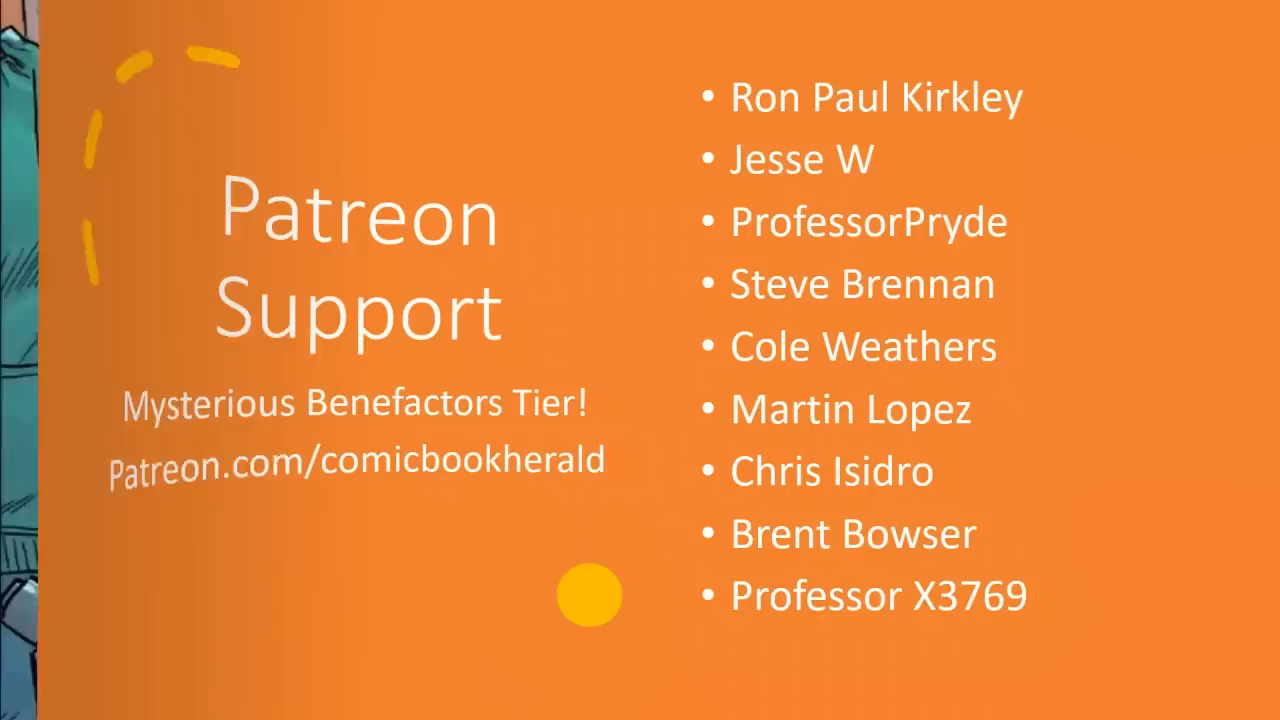 Patreon
Support
Mysterious Benefactors Tier!
Patreon.com/comicbookherald
• Ron Paul Kirkley
• Jesse W
• ProfessorPryde
• Steve Brennan
• Cole Weathers
• Martin Lopez
• Chris Isidro
• Brent Bowser
• Professor X3769